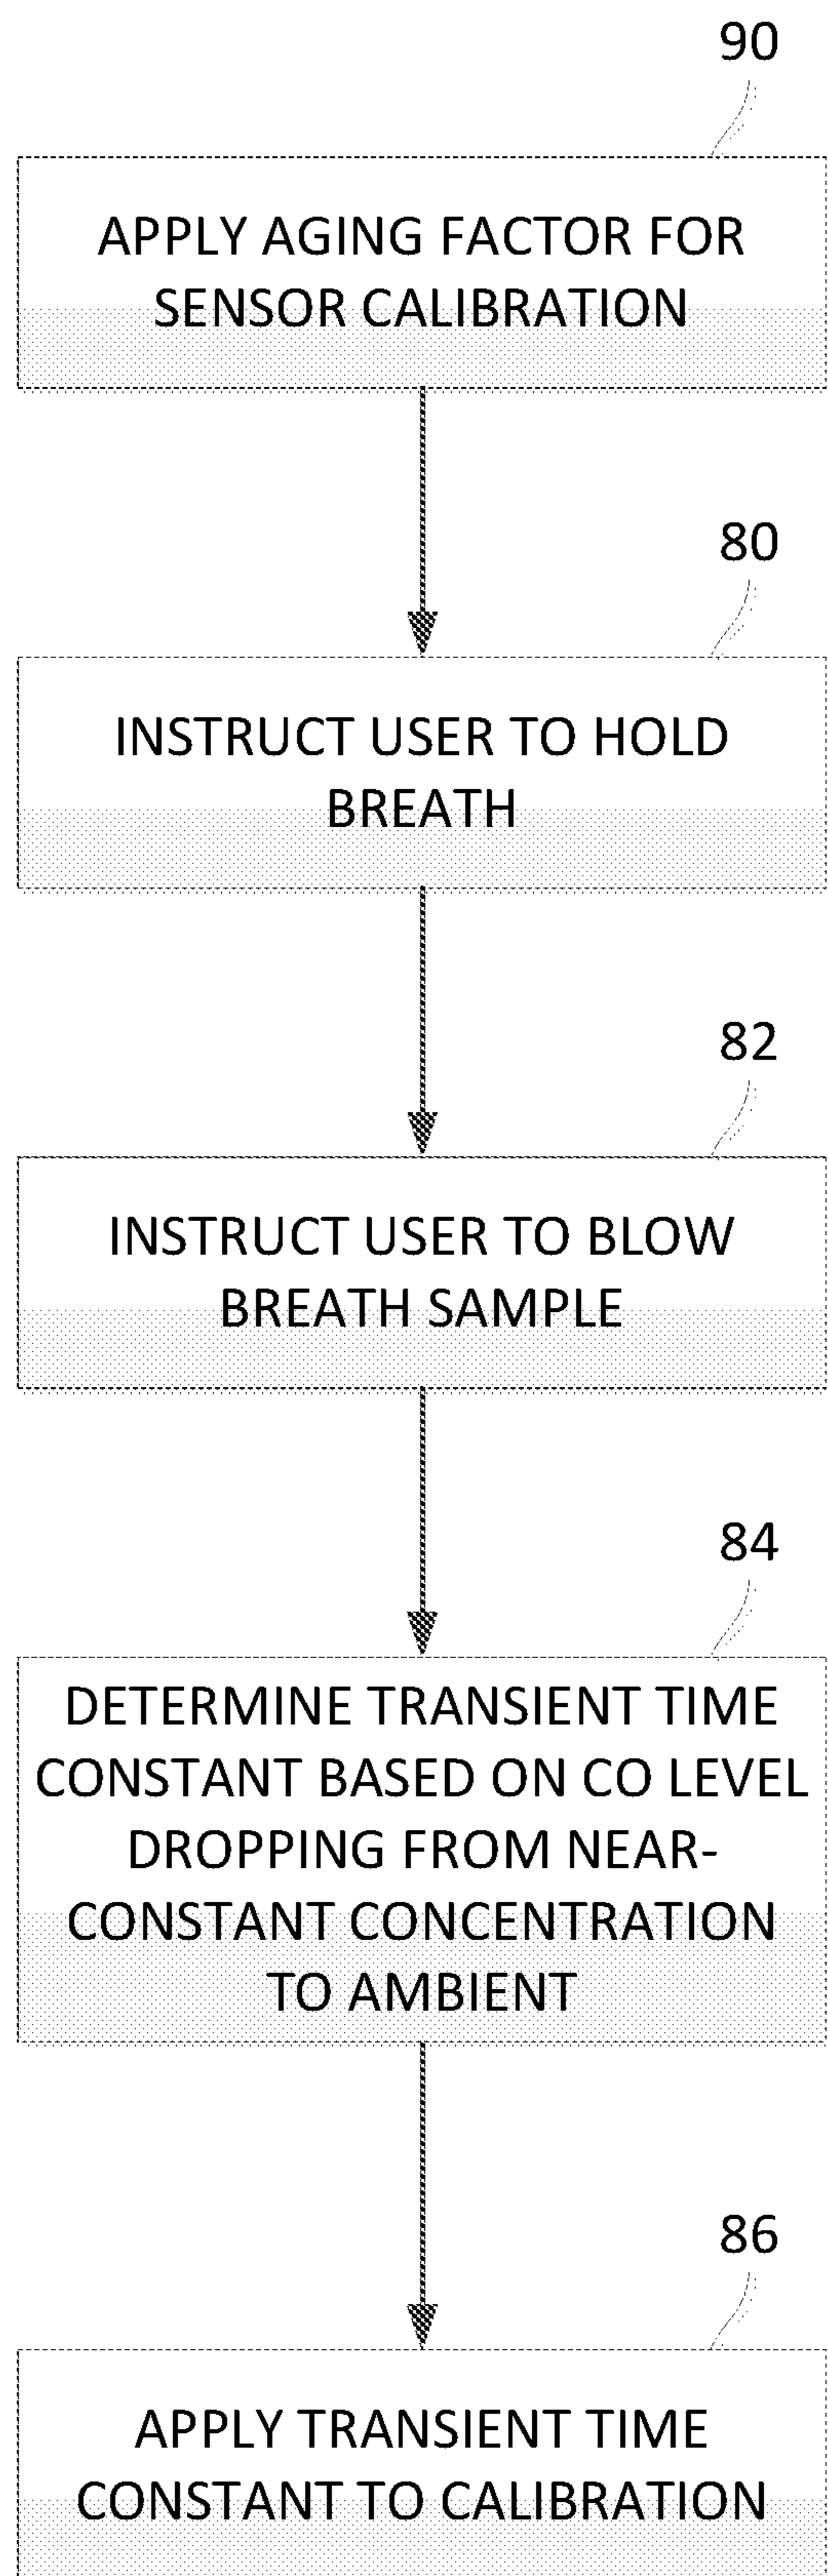 90
APPLY AGING FACTOR FOR
SENSOR CALIBRATION
80
INSTRUCT USER TO HOLD
BREATH
82
INSTRUCT USER TO BLOW
BREATH SAMPLE
84
DETERMINE TRANSIENT TIME
CONSTANT BASED ON CO LEVEL
DROPPING FROM NEAR-
CONSTANT CONCENTRATION
TO AMBIENT
86
APPLY TRANSIENT TIME
CONSTANT TO CALIBRATION